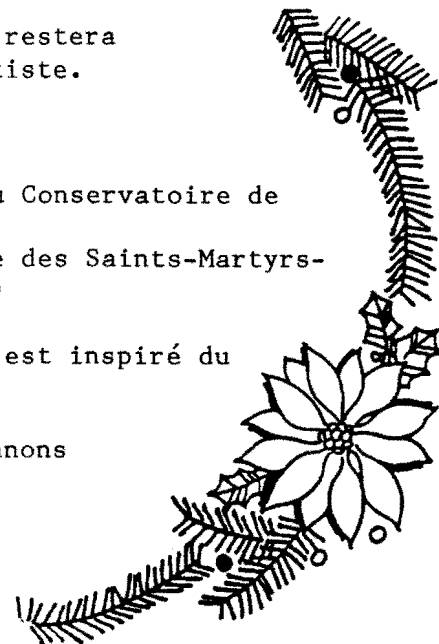 restera
tiste.
u Conservatoire de
e des Saints-Martyrs-
est inspiré du
nons